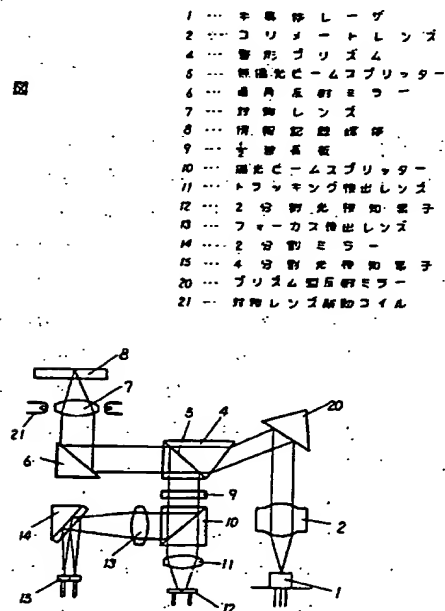 1 … 半導体レーザ
2 … コリメートレンズ
4 … 整形プリズム
5 … 無偏光ビームスプリッター
6 … 直角反射ミラー
7 … 対物レンズ
8 … 情報記録媒体
9 … ½ 波長板
10 … 偏光ビームスプリッター
11 … トラッキング検出レンズ
12 … 2分割光検知素子
13 … フォーカス検出レンズ
14 … 2分割ミラー
15 … 4分割光検知素子
20 … プリズム型反射ミラー
21 … 対物レンズ駆動コイル
図
8
20
7
21
5
4
6
9
2
14
10
13
11
15
12
1